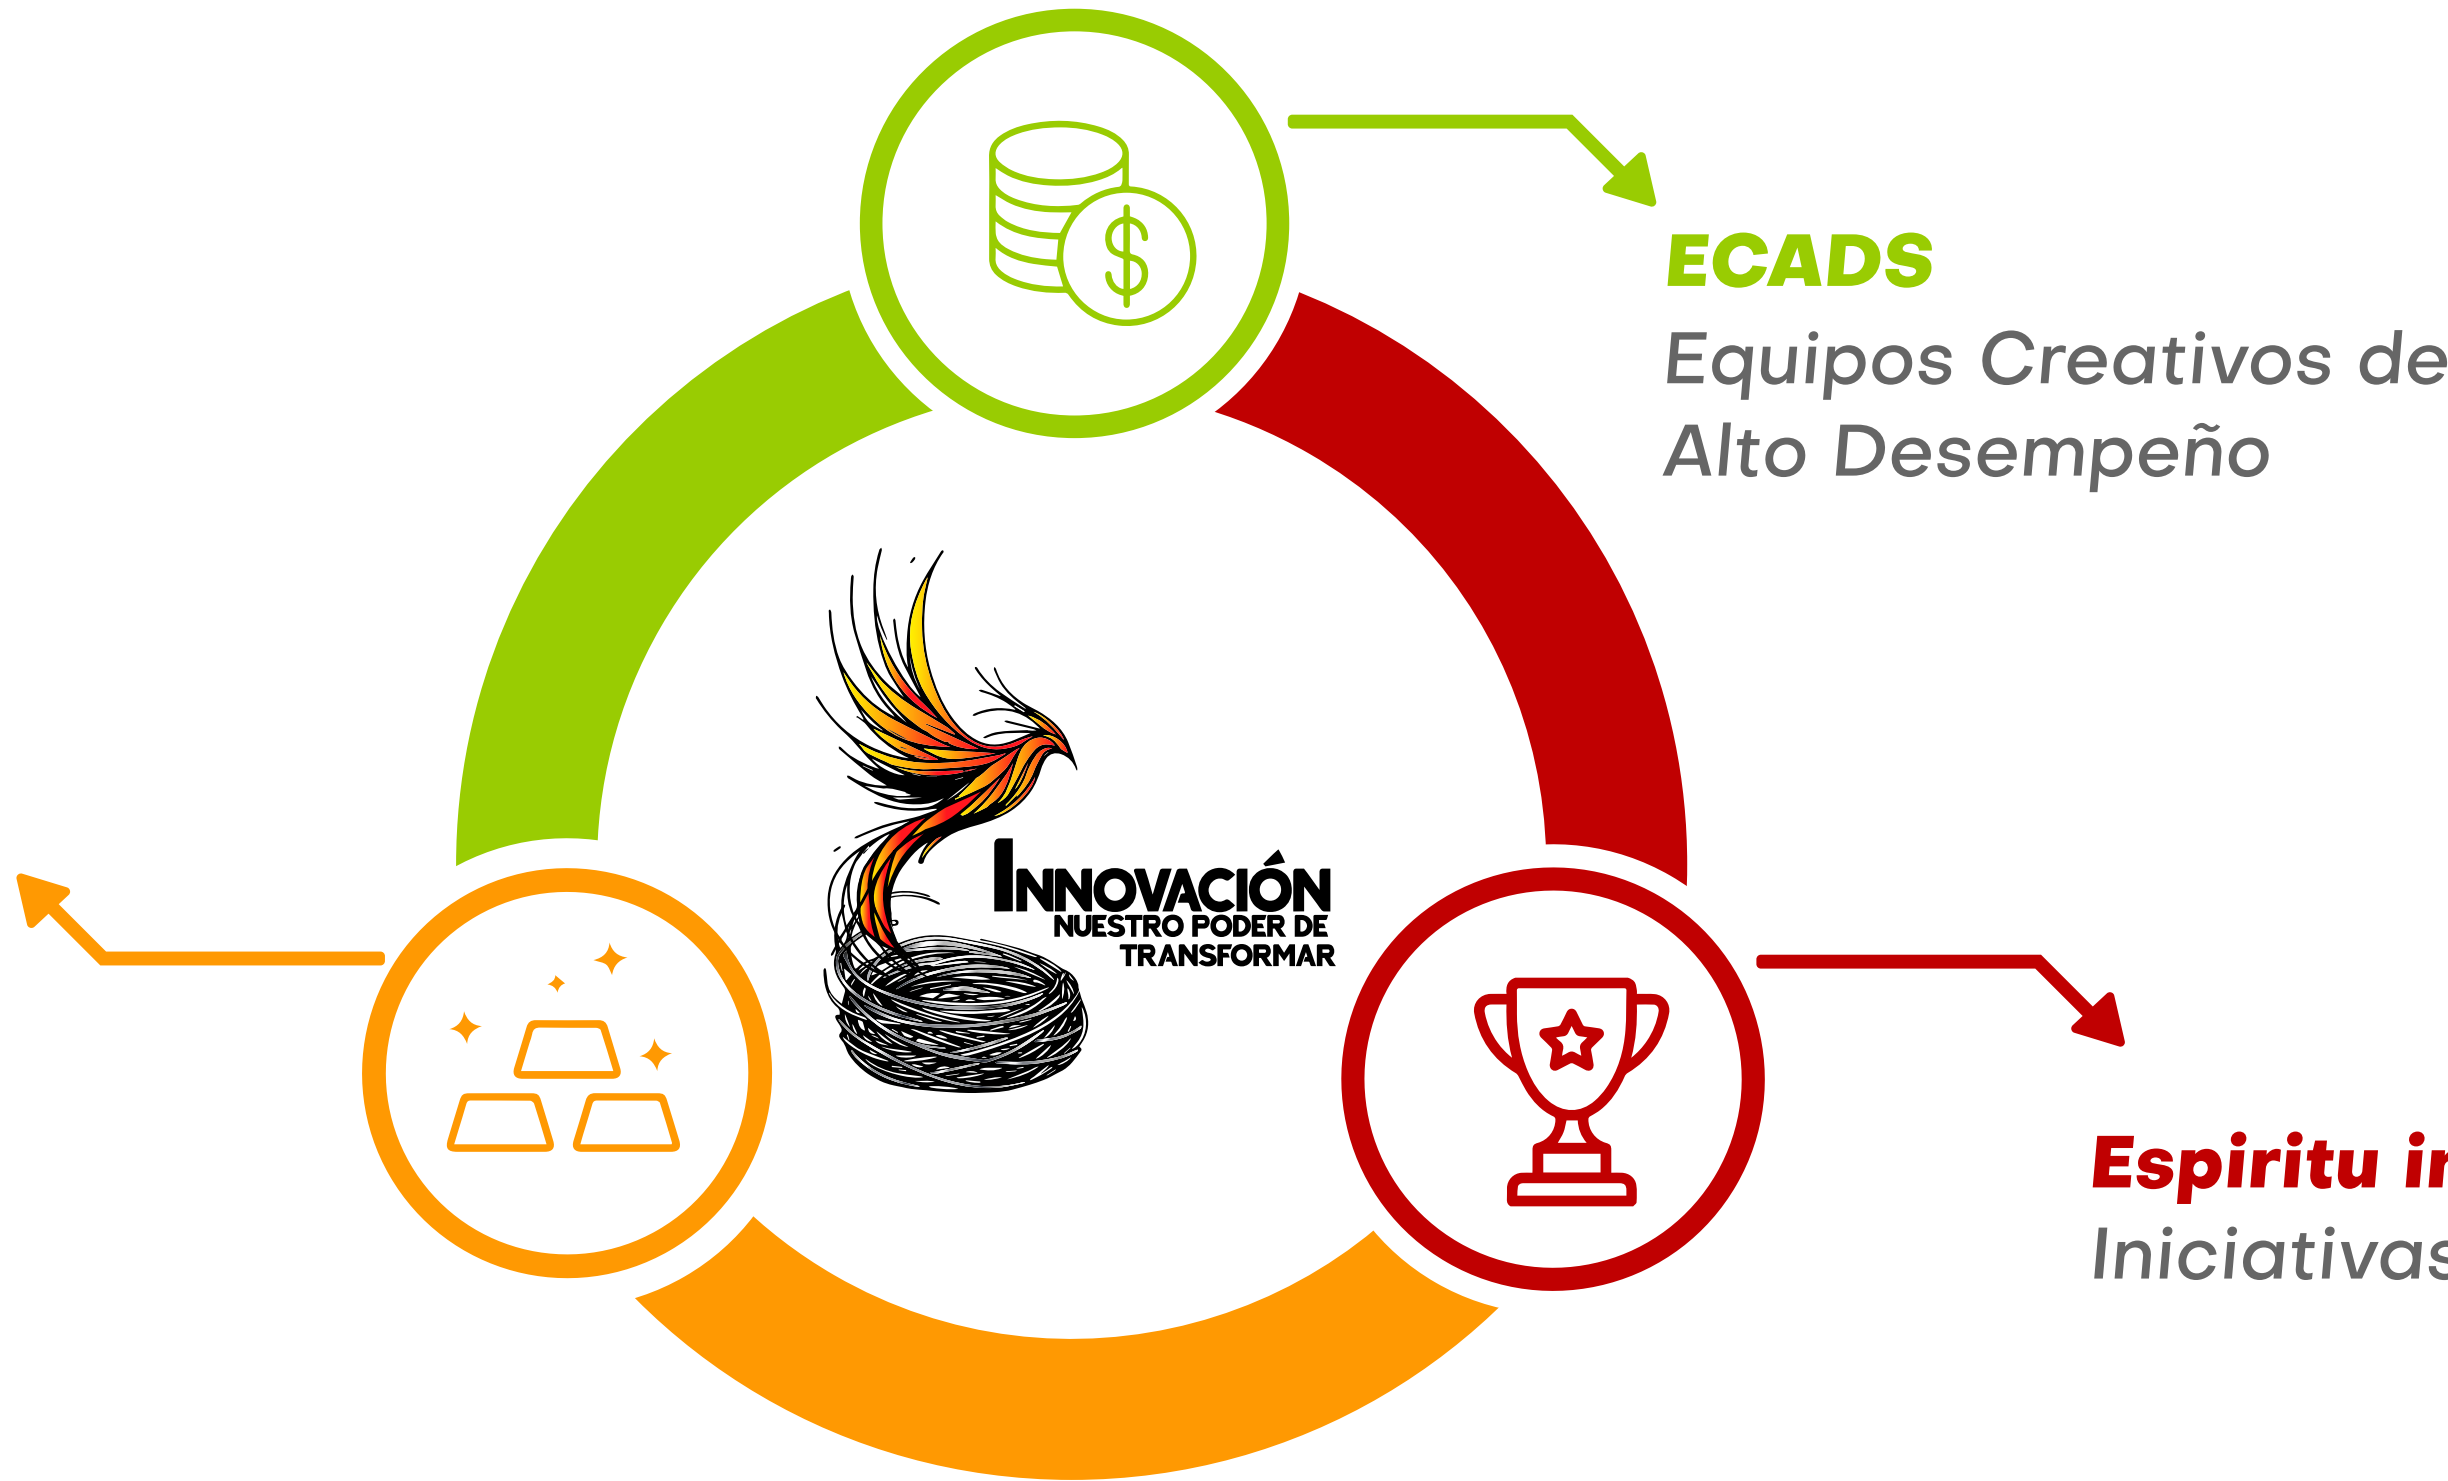 ECADS
Equipos Creativos de
Alto Desempeño
INNOVACIÓN
NUESTRO PODER DE
TRANSFORMAR
Espiritu
Iniciativas